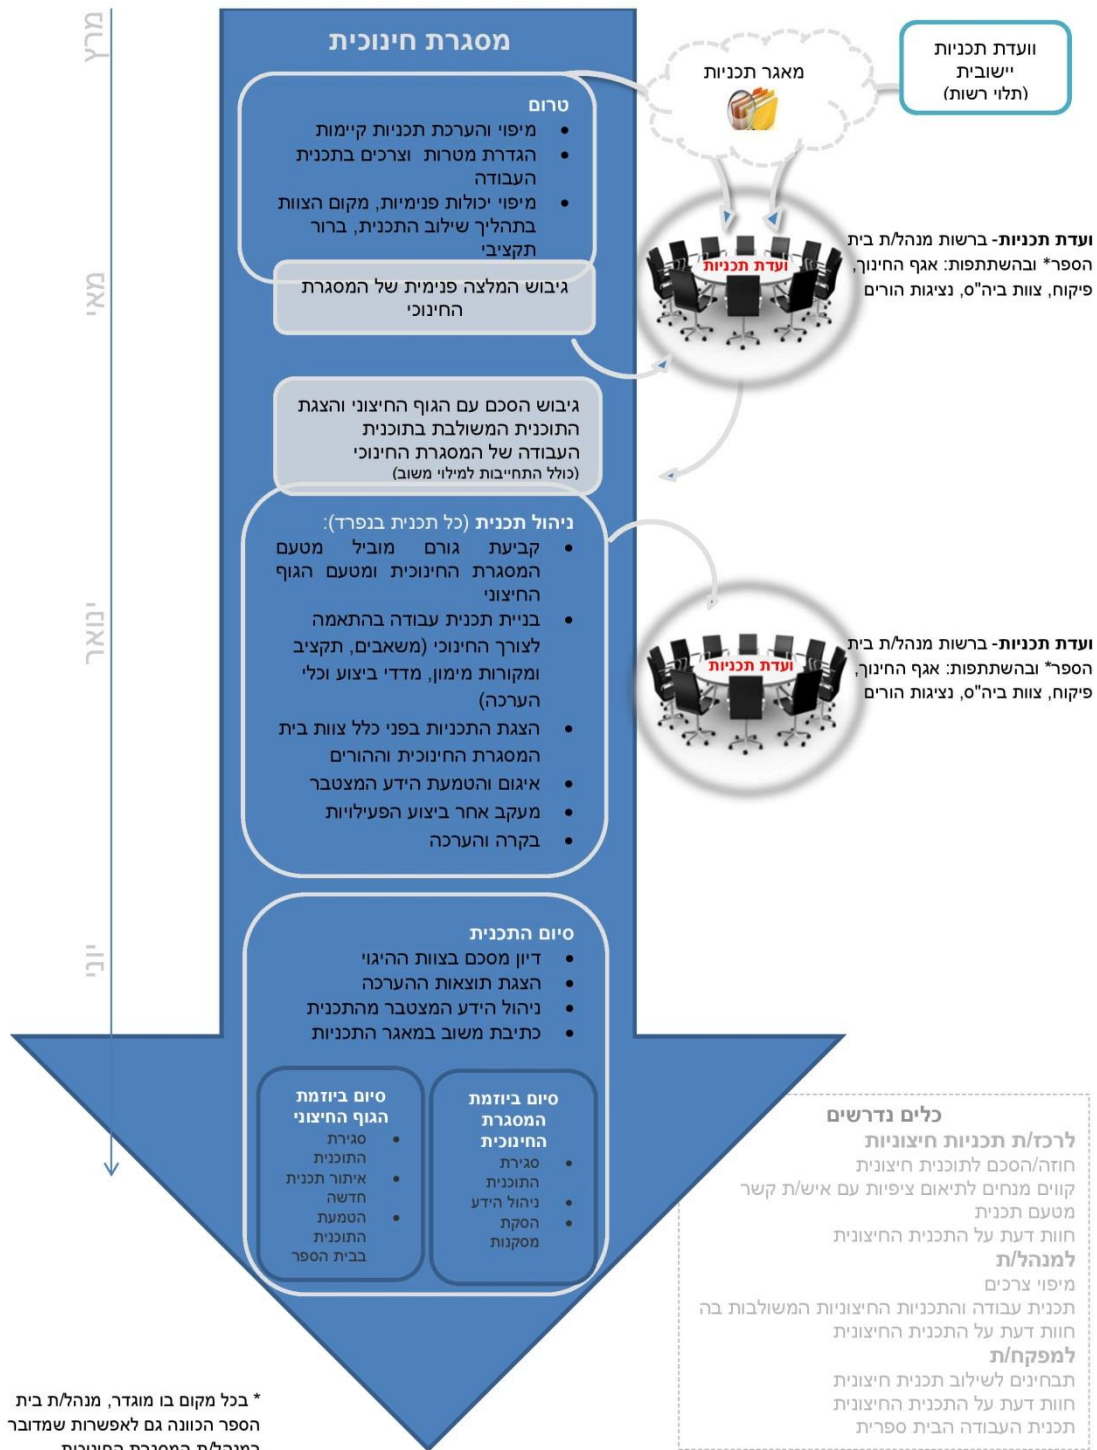 מרץ
מאי
ינואר
יוני
מסגרת חינוכית
טרום
• מיפוי והערכת תכניות קיימות
• הגדרת מטרות וצרכים בתכנית
העבודה
• מיפוי יכולות פנימיות, מקום הצוות
בתהליך שילוב התכנית, ברור
תקציבי
גיבוש המלצה פנימית של המסגרת
החינוכי
מאגר תכניות
וועדת תכניות
יישובית
(תלוי רשות)
ועדת תכניות
ועדת תכניות- ברשות מנהל/ת בית
הספר* ובהשתתפות: אגף החינוך,
פיקוח, צוות ביה"ס, נציגות הורים
גיבוש הסכם עם הגוף החיצוני והצגת
התוכנית המשולבת בתוכנית
העבודה של המסגרת החינוכי
(כולל התחייבות למילוי משוב)
ניהול תכנית (כל תכנית בנפרד):
• קביעת גורם מוביל מטעם
המסגרת החינוכית ומטעם הגוף
החיצוני
• בניית תכנית עבודה בהתאמה
לצורך החינוכי (משאבים, תקציב
ומקורות מימון, מדדי ביצוע וכלי
הערכה)
• הצגת התכניות בפני כלל צוות בית
המסגרת החינוכית וההורים
• איגום והטמעת הידע המצטבר
• מעקב אחר ביצוע הפעילויות
• בקרה והערכה
ועדת תכניות
ועדת תכניות- ברשות מנהל/ת בית
הספר* ובהשתתפות: אגף החינוך,
פיקוח, צוות ביה"ס, נציגות הורים
סיום התכנית
• דיון מסכם בצוות ההיגוי
• הצגת תוצאות ההערכה
• ניהול הידע המצטבר מהתכנית
• כתיבת משוב במאגר התכניות
סיום ביוזמת
המסגרת
החינוכית
• סגירת
התוכנית
• ניהול הידע
• הסקת
מסקנות
סיום ביוזמת
הגוף החיצוני
• סגירת
התוכנית
• איתור תכנית
חדשה
• הטמעת
התוכנית
בבית הספר
כלים נדרשים
לרכז/ת תכניות חיצוניות
חוזה/הסכם לתוכנית חיצונית
קווים מנחים לתיאום ציפיות עם איש/ת קשר
מטעם תכנית
חוות דעת על התכנית החיצונית
למנהל/ת
מיפוי צרכים
תכנית עבודה והתכניות החיצוניות המשולבות בה
חוות דעת על התכנית החיצונית
למפקח/ת
תבחינים לשילוב תכנית חיצונית
חוות דעת על התכנית החיצונית
תכנית העבודה הבית ספרית
* בכל מקום בו מוגדר, מנהל/ת בית
הספר הכוונה גם לאפשרות שמדובר
במנהל/ת המסגרת החינוכית